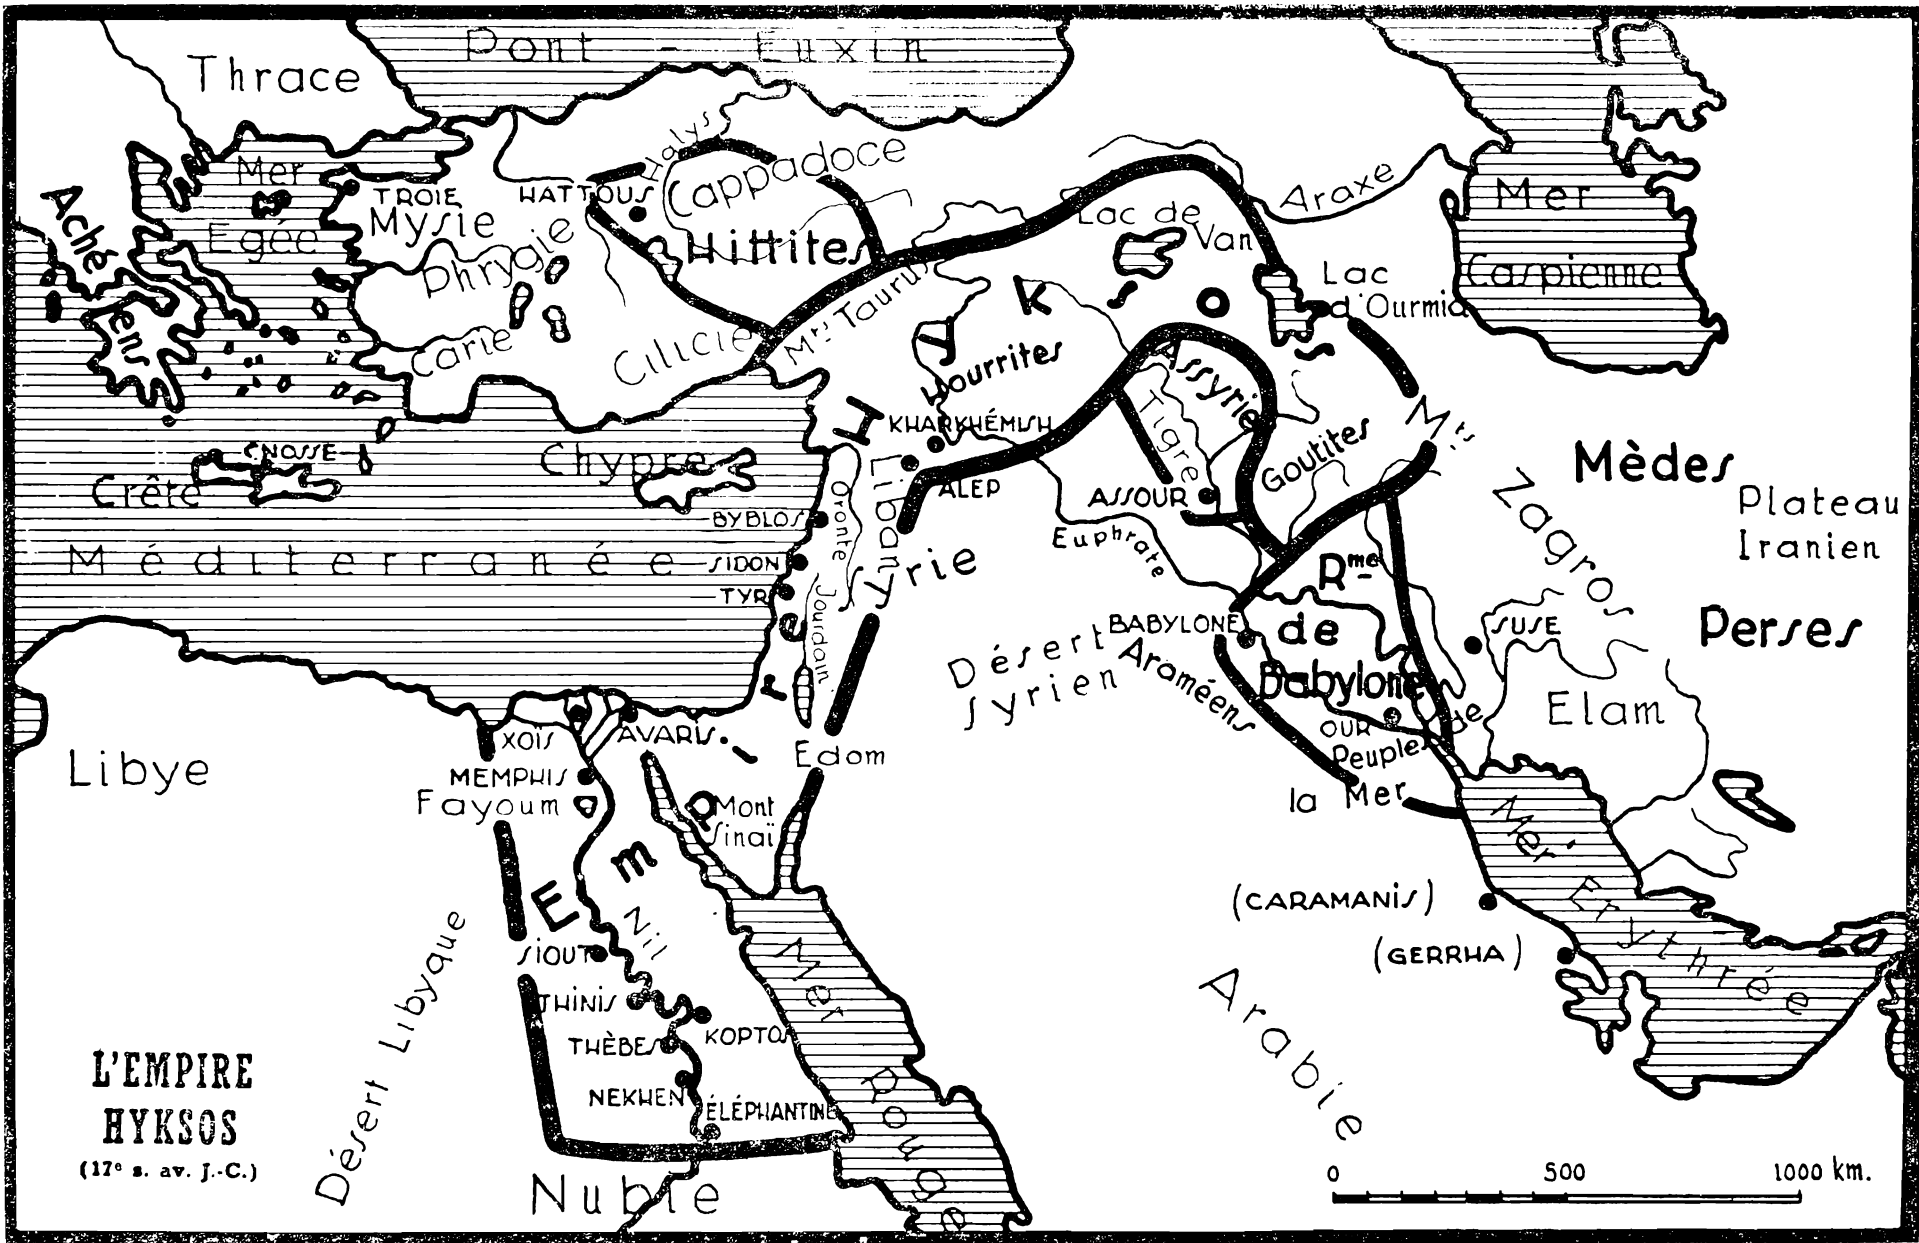 Pont - Euxin
Thrace
Mer
Egée
Achéens
TROIE
Mysie
HATTOUS
Halys
Cappadoce
Hittites
Phrygie
Carie
Cilicie
Mts Taurus
Araxe
Lac de
Van
Lac
d'Ourmia
Mer
Caspienne
Empire Hyksos
Hourrites
KHARKHÉMISH
ALEP
Assyrie
Tigre
ASSOUR
Goutites
Mts Zagros
Mèdes
Plateau
Iranien
Perses
CNOSSE
Crête
Chypre
BYBLOS
Méditerranée
SIDON
TYR
Oronte
Liban
Syrie
Jourdain
Euphrate
Rme
de
Babylone
BABYLONE
SUSE
Désert
Syrien
Araméens
OUR
Peuple de
la Mer
Elam
Libye
XOÏS
AVARIS
Edom
MEMPHIS
Fayoum
Mont
Sinaï
Nil
SIOUT
THINIS
KOPTOS
THÈBES
NEKHEN
ÉLÉPHANTINE
Mer Rouge
Mer Erythrée
(CARAMANIS)
(GERRHA)
Arabie
Désert Libyque
Nubie
L'EMPIRE
HYKSOS
(17e s. av. J.-C.)
0 500 1000 km.